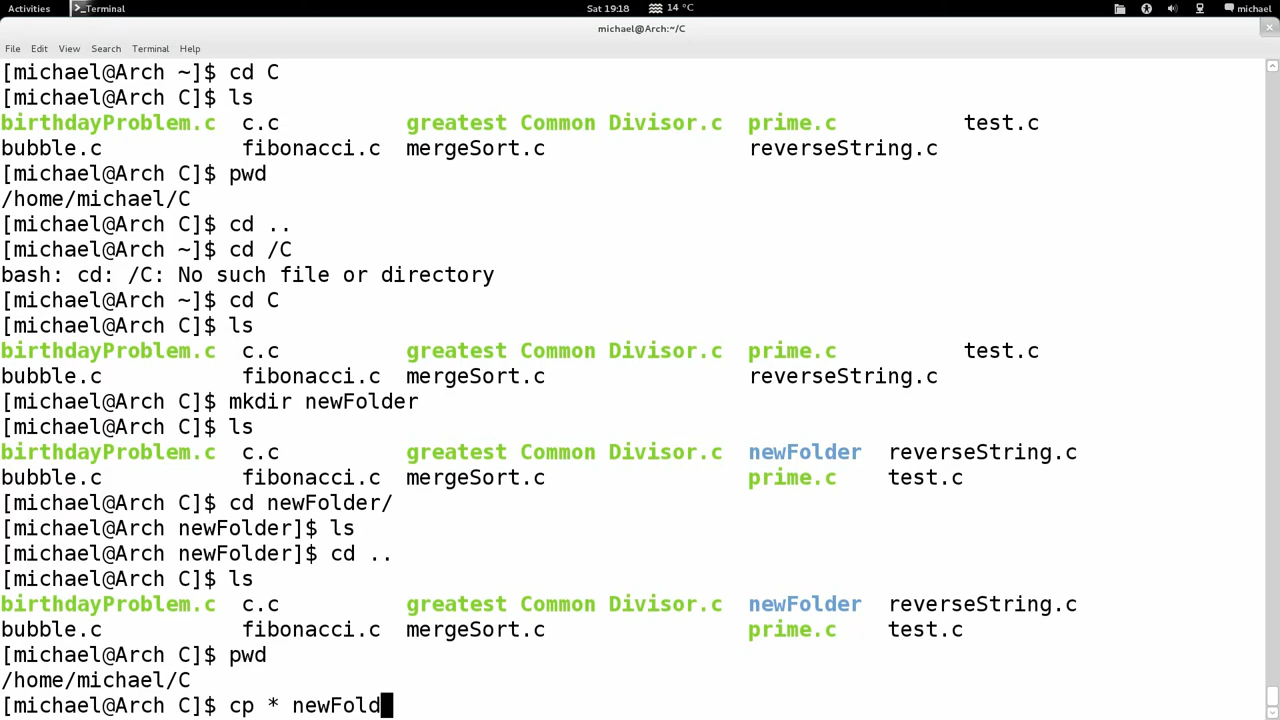 Activities >_Terminal Sat 19:18 14 °C michael
michael@Arch:~/C
File Edit View Search Terminal Help
[michael@Arch ~]$ cd C
[michael@Arch C]$ ls
birthdayProblem.c c.c greatest Common Divisor.c prime.c test.c
bubble.c fibonacci.c mergeSort.c reverseString.c
[michael@Arch C]$ pwd
/home/michael/C
[michael@Arch C]$ cd ..
[michael@Arch ~]$ cd /C
bash: cd: /C: No such file or directory
[michael@Arch ~]$ cd C
[michael@Arch C]$ ls
birthdayProblem.c c.c greatest Common Divisor.c prime.c test.c
bubble.c fibonacci.c mergeSort.c reverseString.c
[michael@Arch C]$ mkdir newFolder
[michael@Arch C]$ ls
birthdayProblem.c c.c greatest Common Divisor.c newFolder reverseString.c
bubble.c fibonacci.c mergeSort.c prime.c test.c
[michael@Arch C]$ cd newFolder/
[michael@Arch newFolder]$ ls
[michael@Arch newFolder]$ cd ..
[michael@Arch C]$ ls
birthdayProblem.c c.c greatest Common Divisor.c newFolder reverseString.c
bubble.c fibonacci.c mergeSort.c prime.c test.c
[michael@Arch C]$ pwd
/home/michael/C
[michael@Arch C]$ cp * newFold